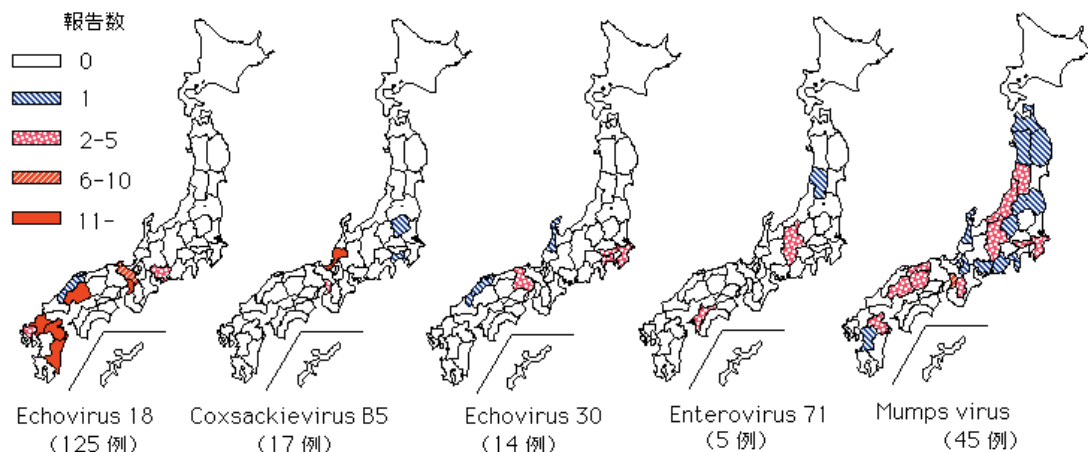 報告数
0
1
2-5
6-10
11-
Echovirus 18
(125 例)
Coxsackievirus B5
(17 例)
Echovirus 30
(14 例)
Enterovirus 71
(5 例)
Mumps virus
(45 例)